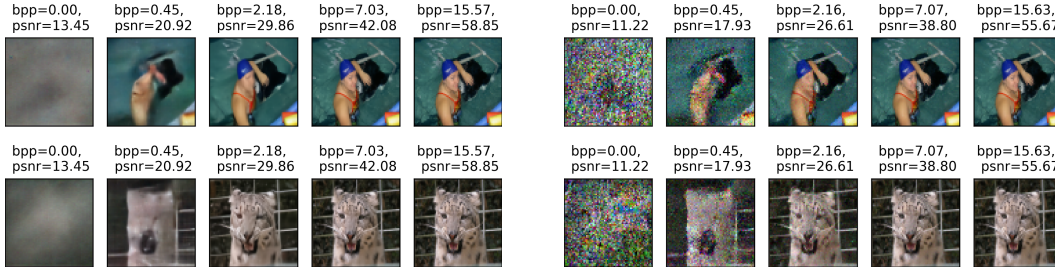 bpp=0.00, bpp=0.45, bpp=2.18, bpp=7.03, bpp=15.57,
psnr=13.45 psnr=20.92 psnr=29.86 psnr=42.08 psnr=58.85
bpp=0.00, bpp=0.45, bpp=2.16, bpp=7.07, bpp=15.63,
psnr=11.22 psnr=17.93 psnr=26.61 psnr=38.80 psnr=55.67
bpp=0.00, bpp=0.45, bpp=2.18, bpp=7.03, bpp=15.57,
psnr=13.45 psnr=20.92 psnr=29.86 psnr=42.08 psnr=58.85
bpp=0.00, bpp=0.45, bpp=2.16, bpp=7.07, bpp=15.63,
psnr=11.22 psnr=17.93 psnr=26.61 psnr=38.80 psnr=55.67